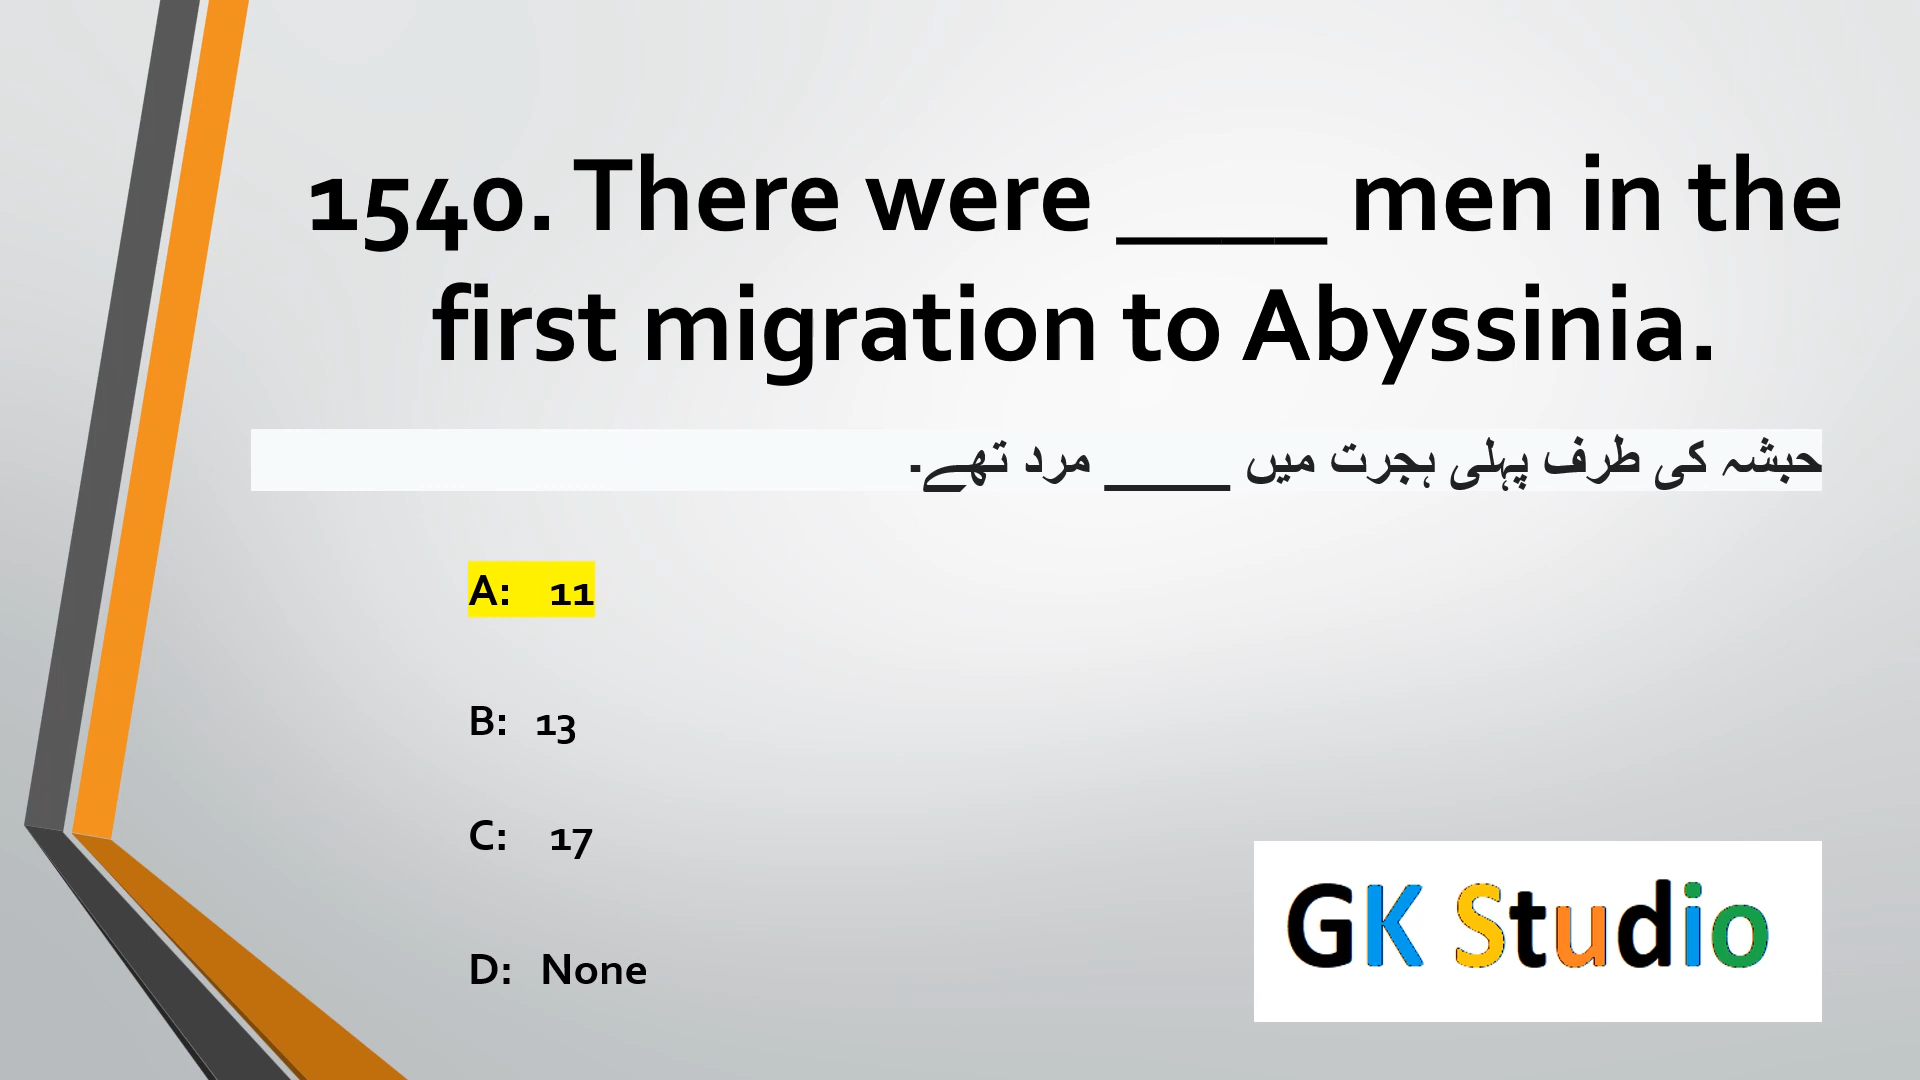 1540. There were ____ men in the
first migration to Abyssinia.
حبشہ کی طرف پہلی ہجرت میں ____ مرد تھے۔
A: 11
B: 13
C: 17
D: None
GK Studio